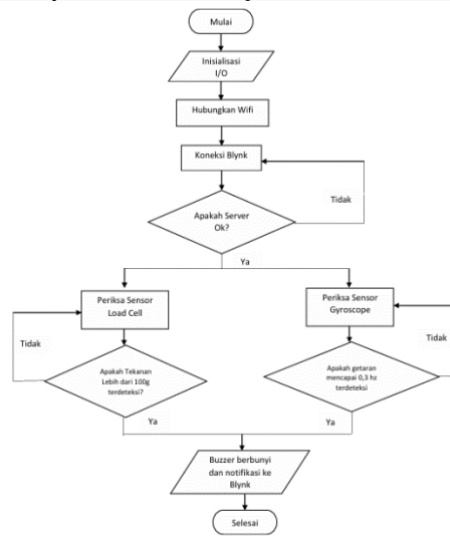 Mulai
Inisialisasi
I/O
Hubungkan Wifi
Koneksi Blynk
Tidak
Apakah Server
Ok?
Ya
Periksa Sensor
Load Cell
Periksa Sensor
Gyroscope
Tidak
Tidak
Apakah Tekanan
Lebih dari 100g
terdeteksi?
Apakah getaran
mencapai 0,3 hz
terdeteksi
Ya
Ya
Buzzer berbunyi
dan notifikasi ke
Blynk
Selesai